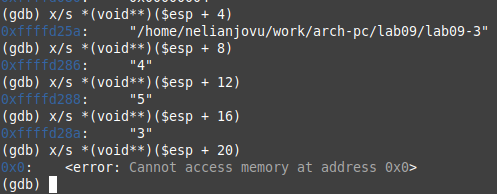 (gdb) x/s *(void**)($esp + 4)
0xffffd25a:     "/home/nelianjovu/work/arch-pc/lab09/lab09-3"
(gdb) x/s *(void**)($esp + 8)
0xffffd286:     "4"
(gdb) x/s *(void**)($esp + 12)
0xffffd288:     "5"
(gdb) x/s *(void**)($esp + 16)
0xffffd28a:     "3"
(gdb) x/s *(void**)($esp + 20)
0x0:    <error: Cannot access memory at address 0x0>
(gdb)